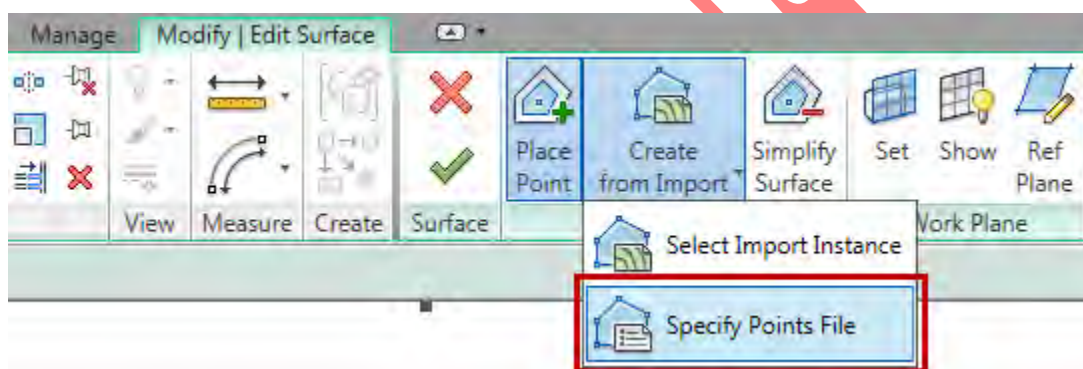 Manage
Modify | Edit Surface
Place
Point
Create
from Import
Simplify
Surface
Set
Show
Ref
Plane
View
Measure
Create
Surface
Work Plane
Select Import Instance
Specify Points File